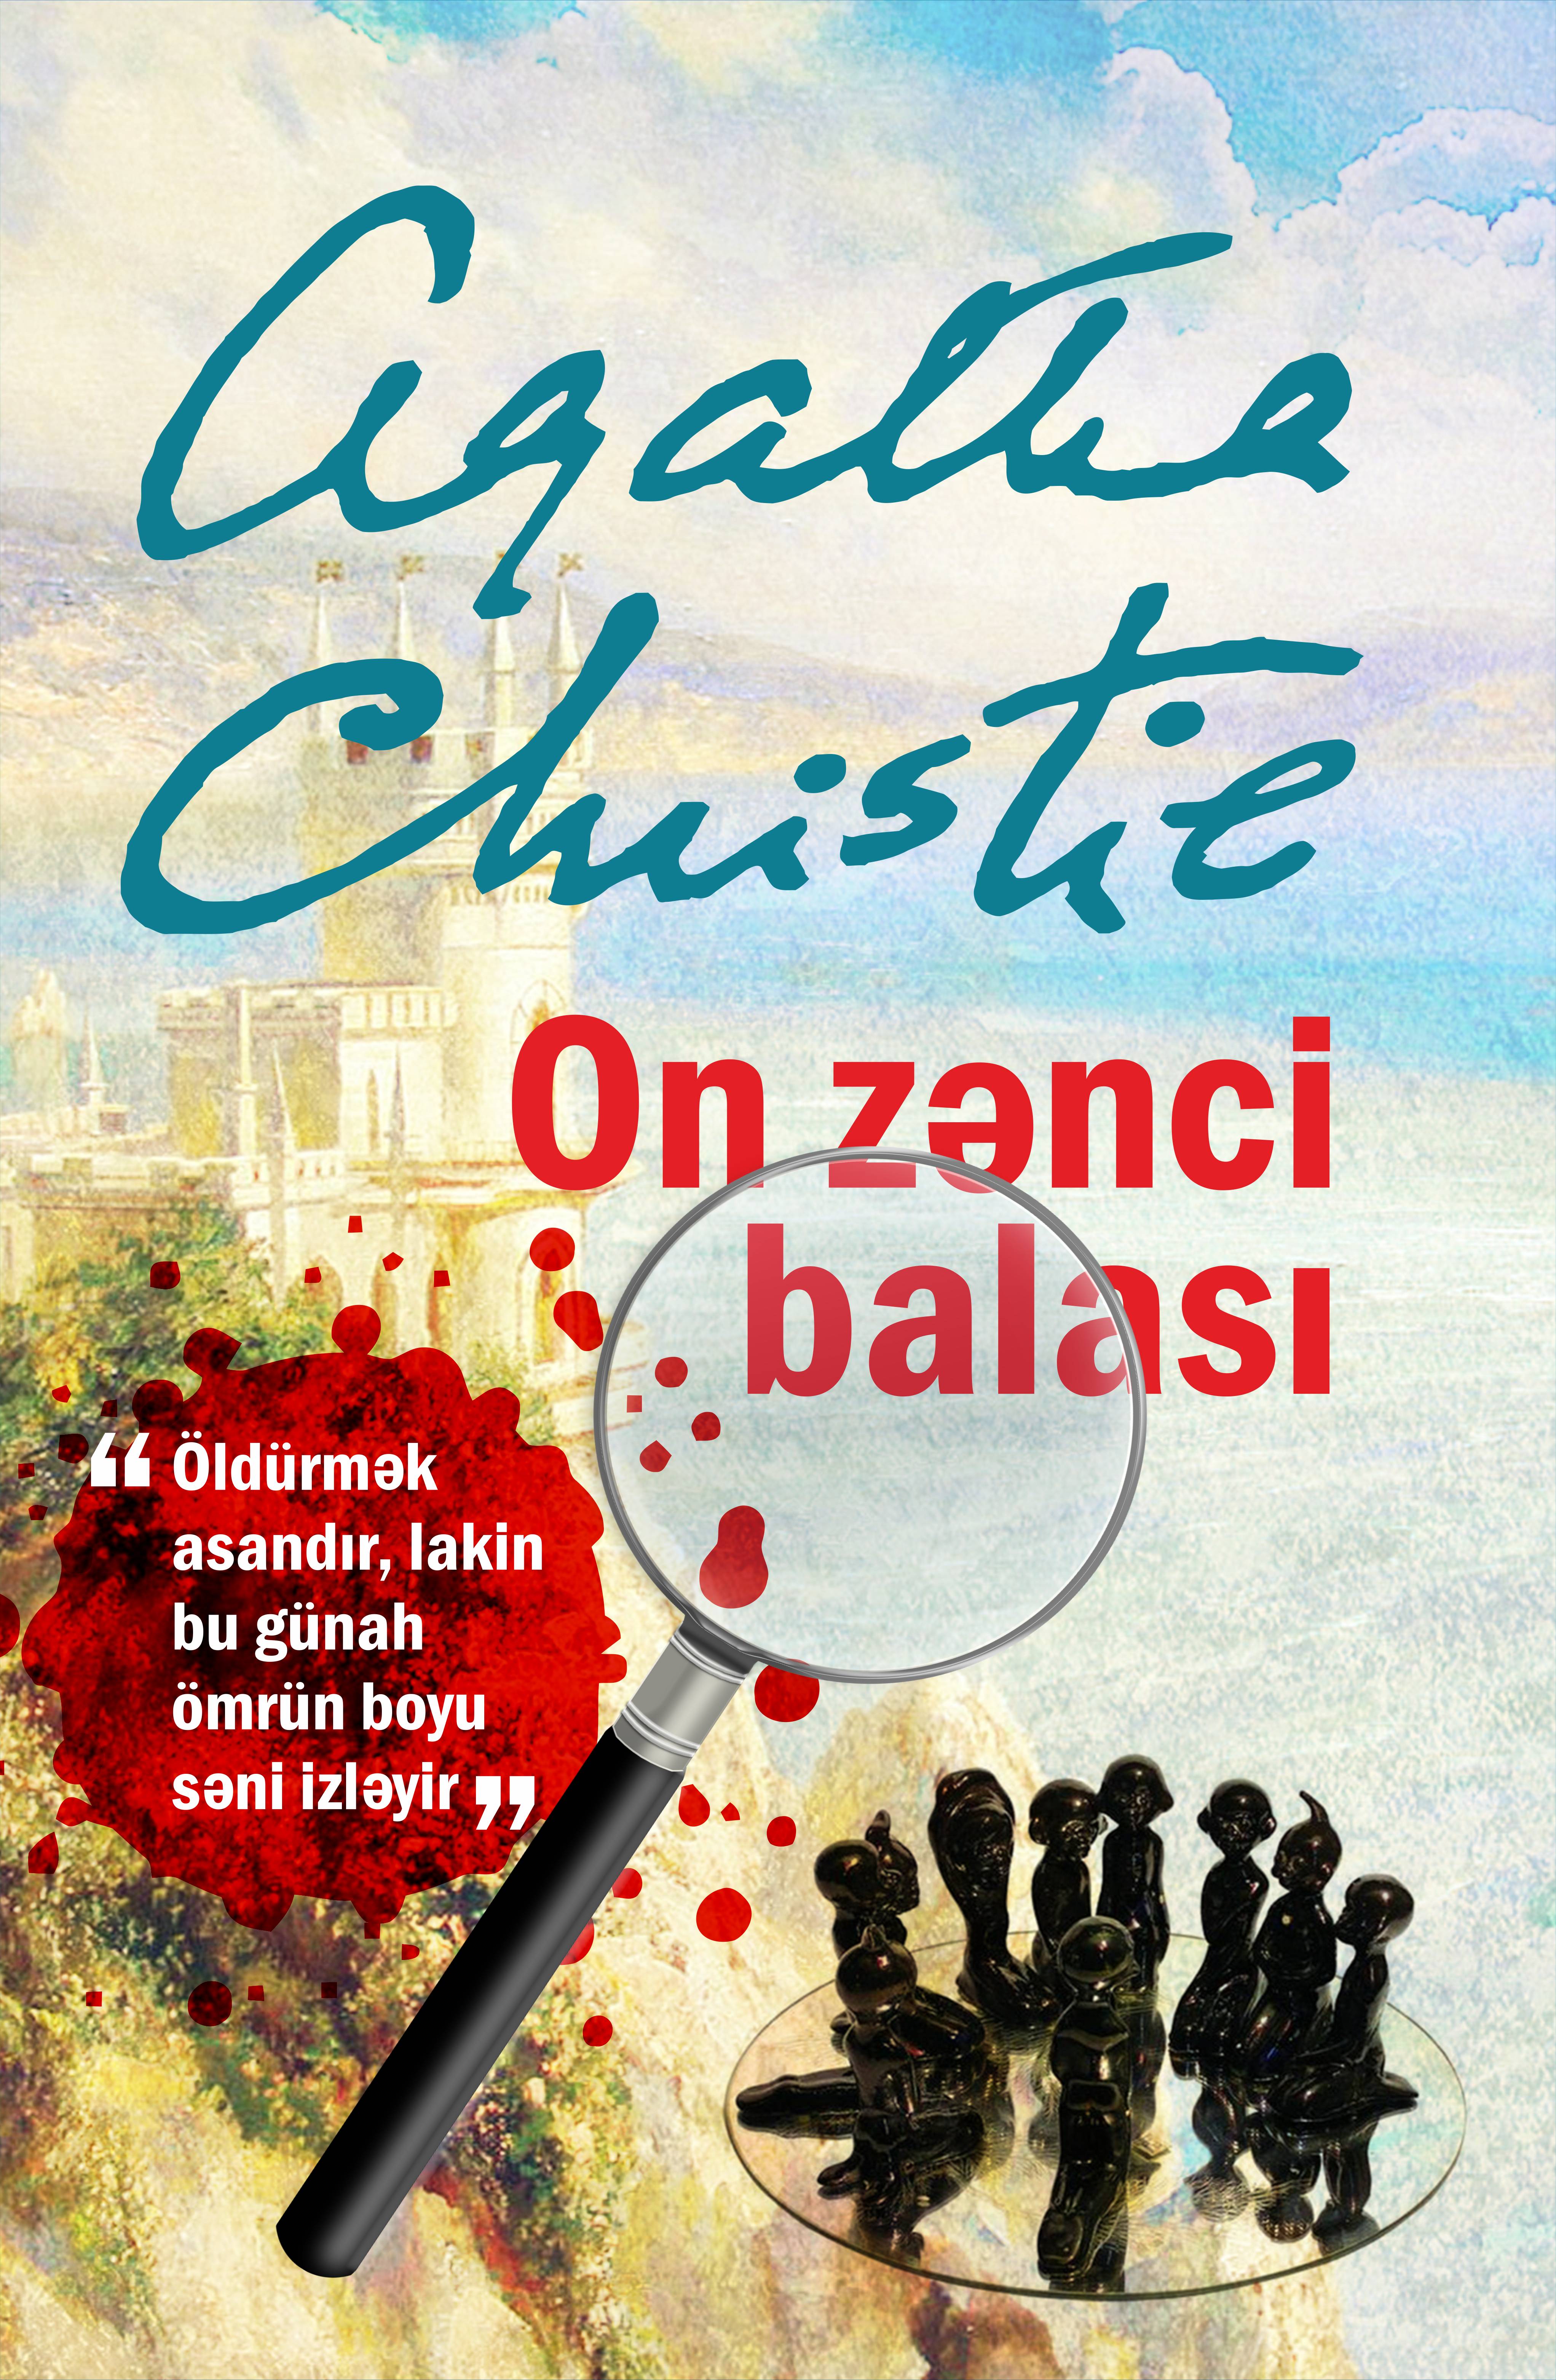 Agatha
Christie
On zənci
balası
“Öldürmək
asandır, lakin
bu günah
ömrün boyu
səni izləyir”